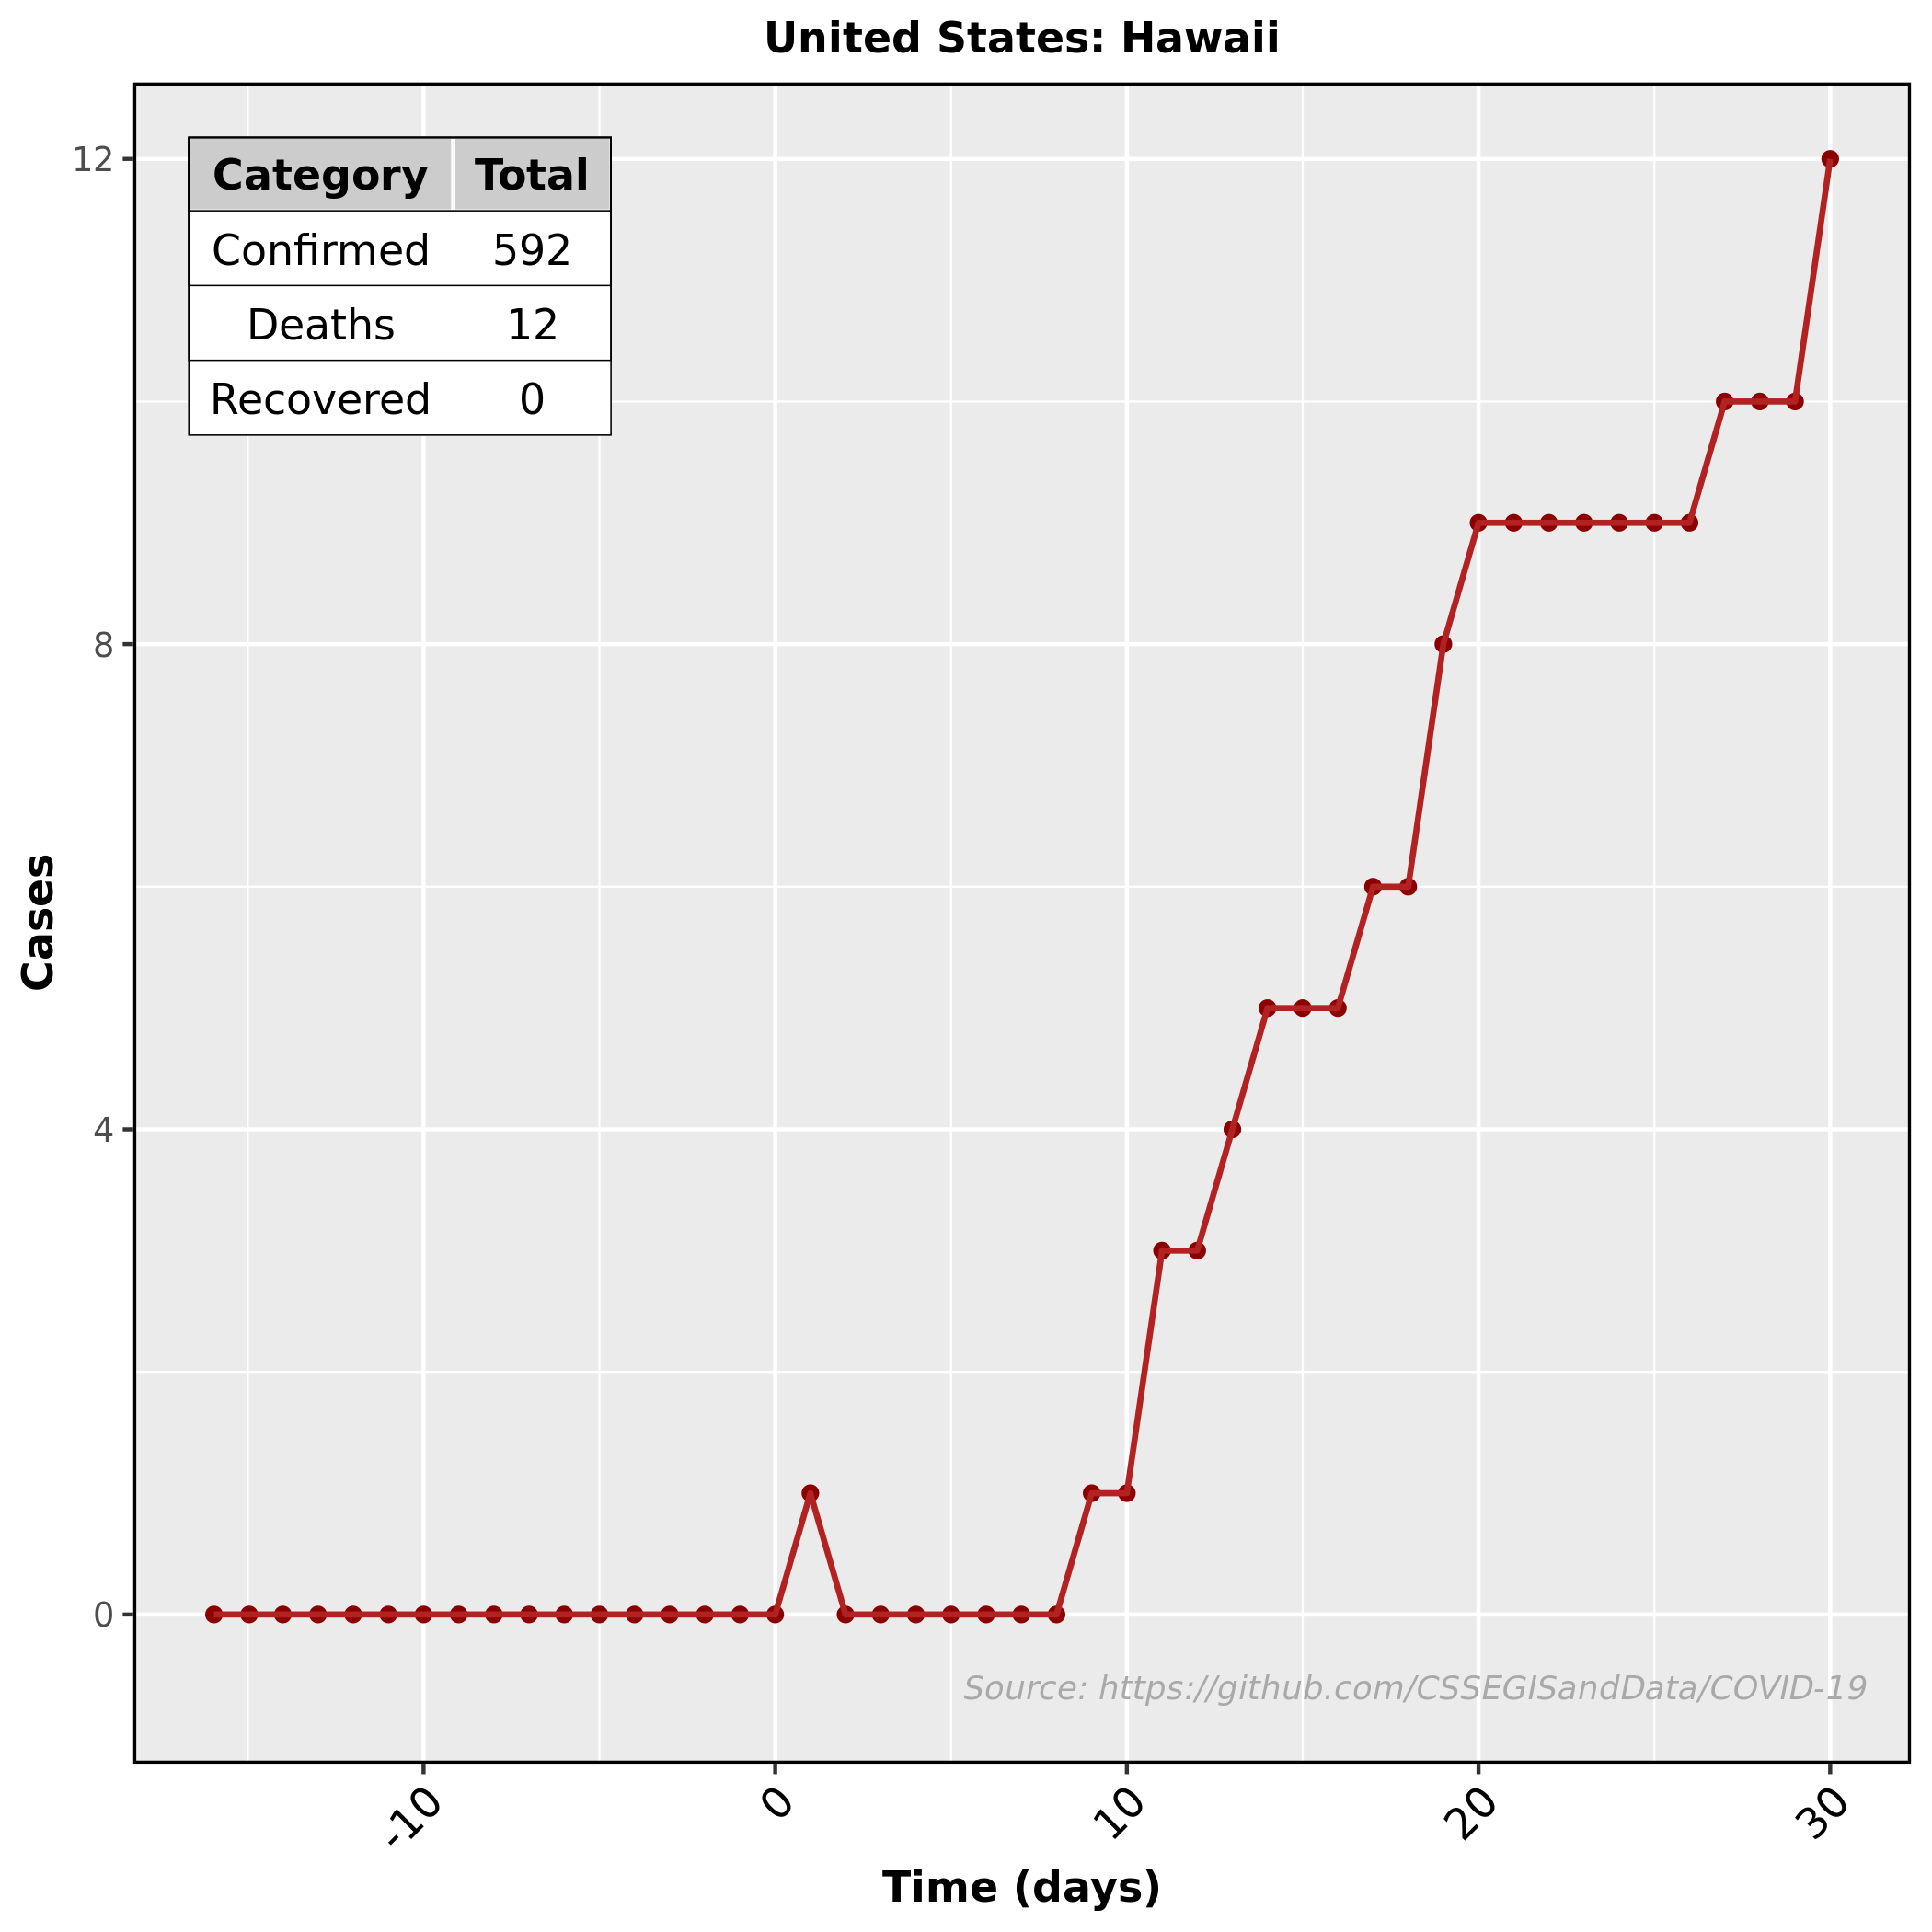 United States: Hawaii
Category Total
Confirmed 592
Deaths 12
Recovered 0
12
8
4
0
Cases
Source: https://github.com/CSSEGISandData/COVID-19
-10 0 10 20 30
Time (days)